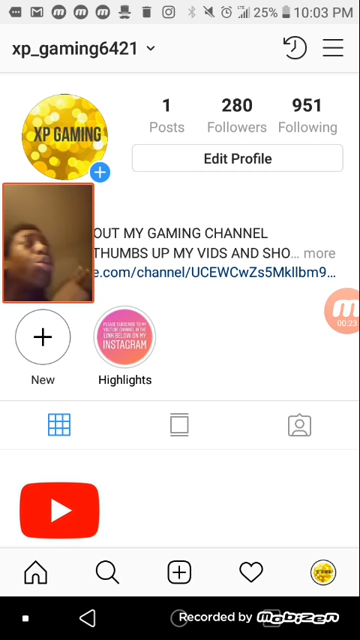 25% 10:03 PM
xp_gaming6421
1 280 951
Posts Followers Following
XP GAMING
Edit Profile
OUT MY GAMING CHANNEL
THUMBS UP MY VIDS AND SHO… more
e.com/channel/UCEWCwZs5MkIlbm9…
PLEASE SUBSCRIBE TO MY
YOUTUBE CHANNEL IN THE
LINK BELOW ON MY
INSTAGRAM
00:23
New Highlights
Recorded by Mobizen